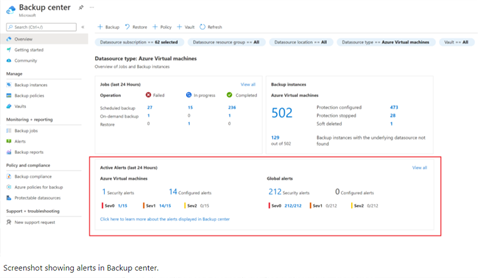 Backup center
Microsoft
Search (Ctrl+/)
Backup
Restore
Policy
Vault
Refresh
Overview
Getting started
Community
Manage
Backup instances
Backup policies
Vaults
Monitoring + reporting
Backup jobs
Alerts
Backup reports
Policy and compliance
Backup compliance
Azure policies for backup
Protectable datasources
Support + troubleshooting
New support request
Datasource subscription == 62 selected
Datasource resource group == All
Datasource location == All
Datasource type == Azure Virtual machines
Vault == All
Datasource type: Azure Virtual machines
Overview of Jobs and Backup Instances
Jobs (last 24 Hours) View all
Operation Failed In progress Completed
Scheduled backup 27 15 236
On-demand backup 1 0 1
Restore 1 0 1
Backup instances
Azure Virtual machines
502
Protection configured 473
Protection stopped 28
Soft deleted 1
129 Backup instances with the underlying datasource not found.
out of 502
Active Alerts (last 24 Hours) View all
Azure Virtual machines
1 Security alerts 14 Configured alerts
Sev0 1/15 Sev1 14/15 Sev2 0/15
Global alerts
212 Security alerts 0 Configured alerts
Sev0 212/212 Sev1 0/212 Sev2 0/212
Click here to learn more about the alerts displayed in Backup center
Screenshot showing alerts in Backup center.